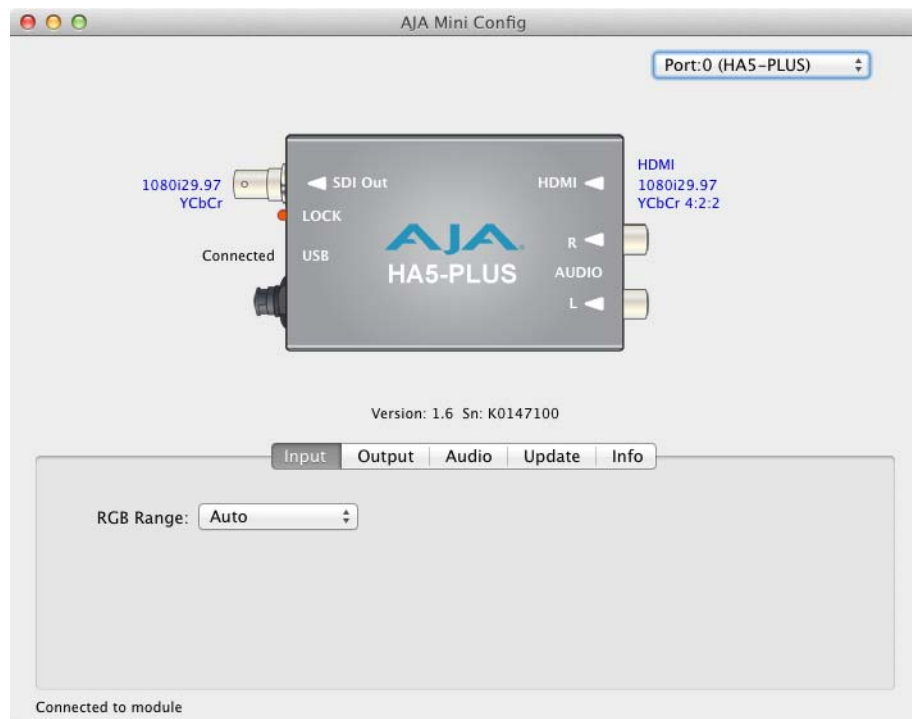 AJA Mini Config
Port:0 (HA5-PLUS)
1080i29.97
YCbCr
SDI Out
HDMI
HDMI
1080i29.97
YCbCr 4:2:2
LOCK
Connected
USB
AJA
HA5-PLUS
R
AUDIO
L
Version: 1.6 Sn: K0147100
Input Output Audio Update Info
RGB Range: Auto
Connected to module